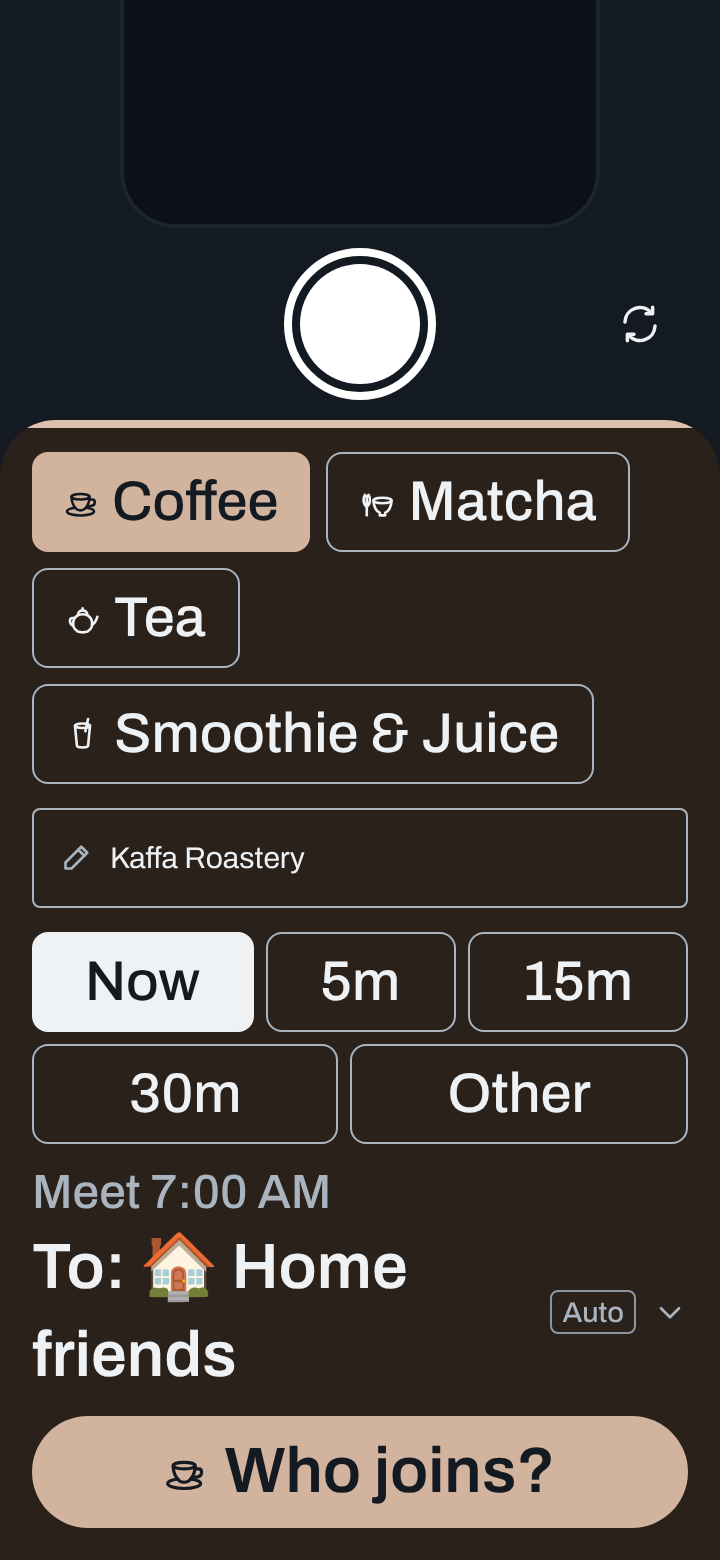 Coffee
Matcha
Tea
Smoothie & Juice
Kaffa Roastery
Now
5m
15m
30m
Other
Meet 7:00 AM
To: 🏠 Home
friends
Auto
Who joins?